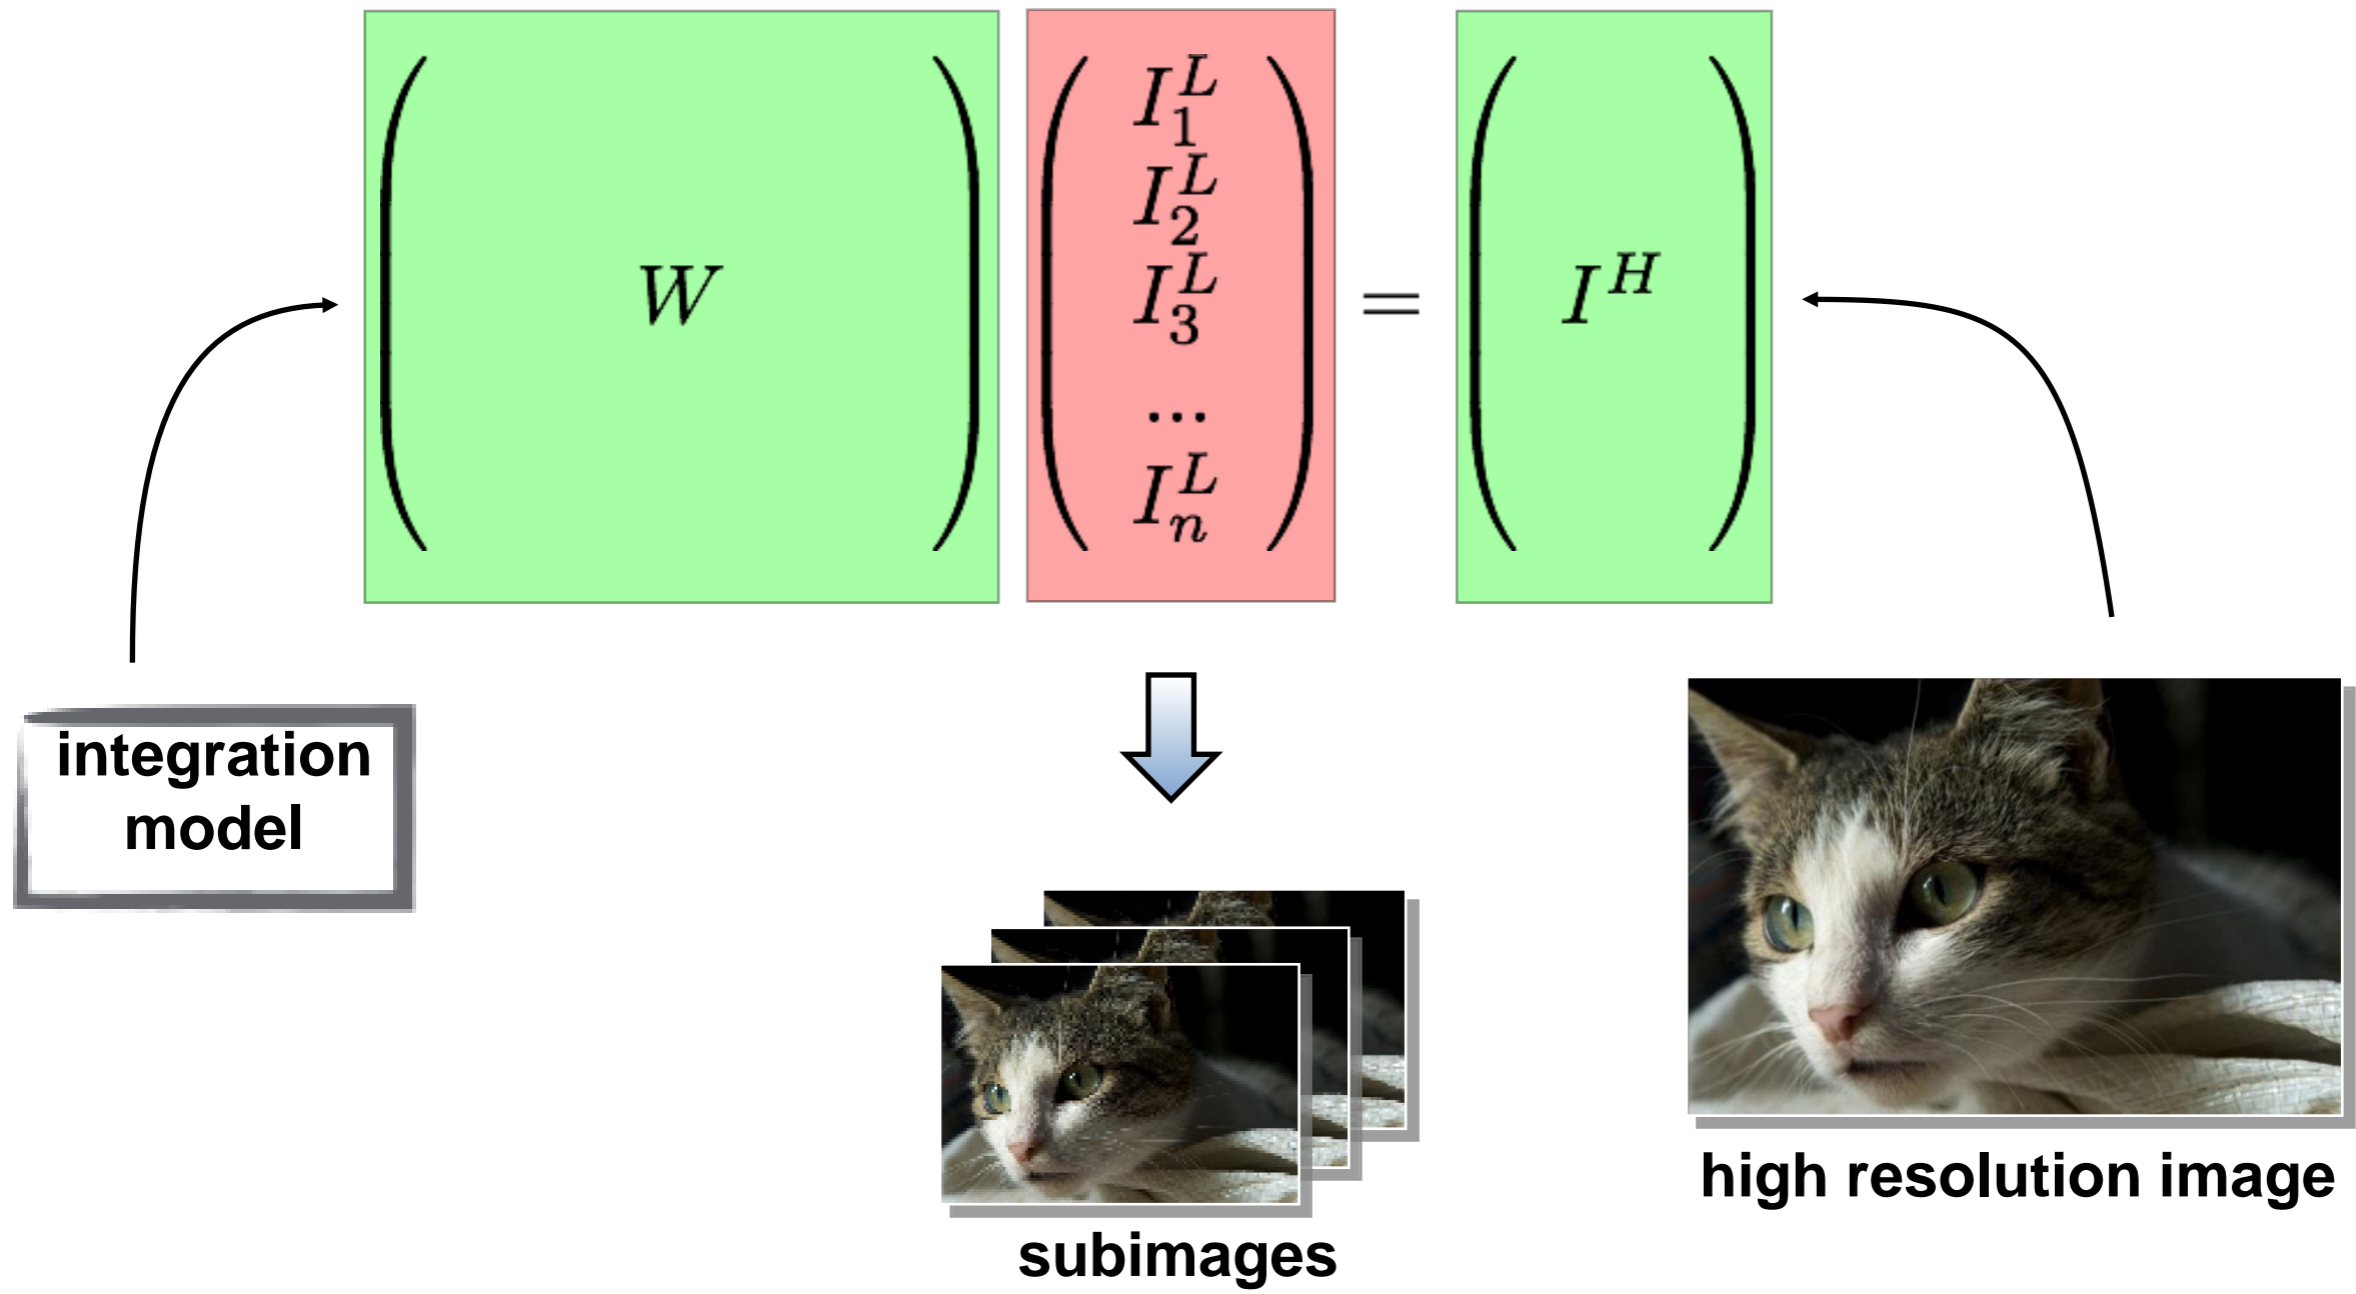 W
I_1^L
I_2^L
I_3^L
...
I_n^L
=
I^H
integration
model
subimages
high resolution image